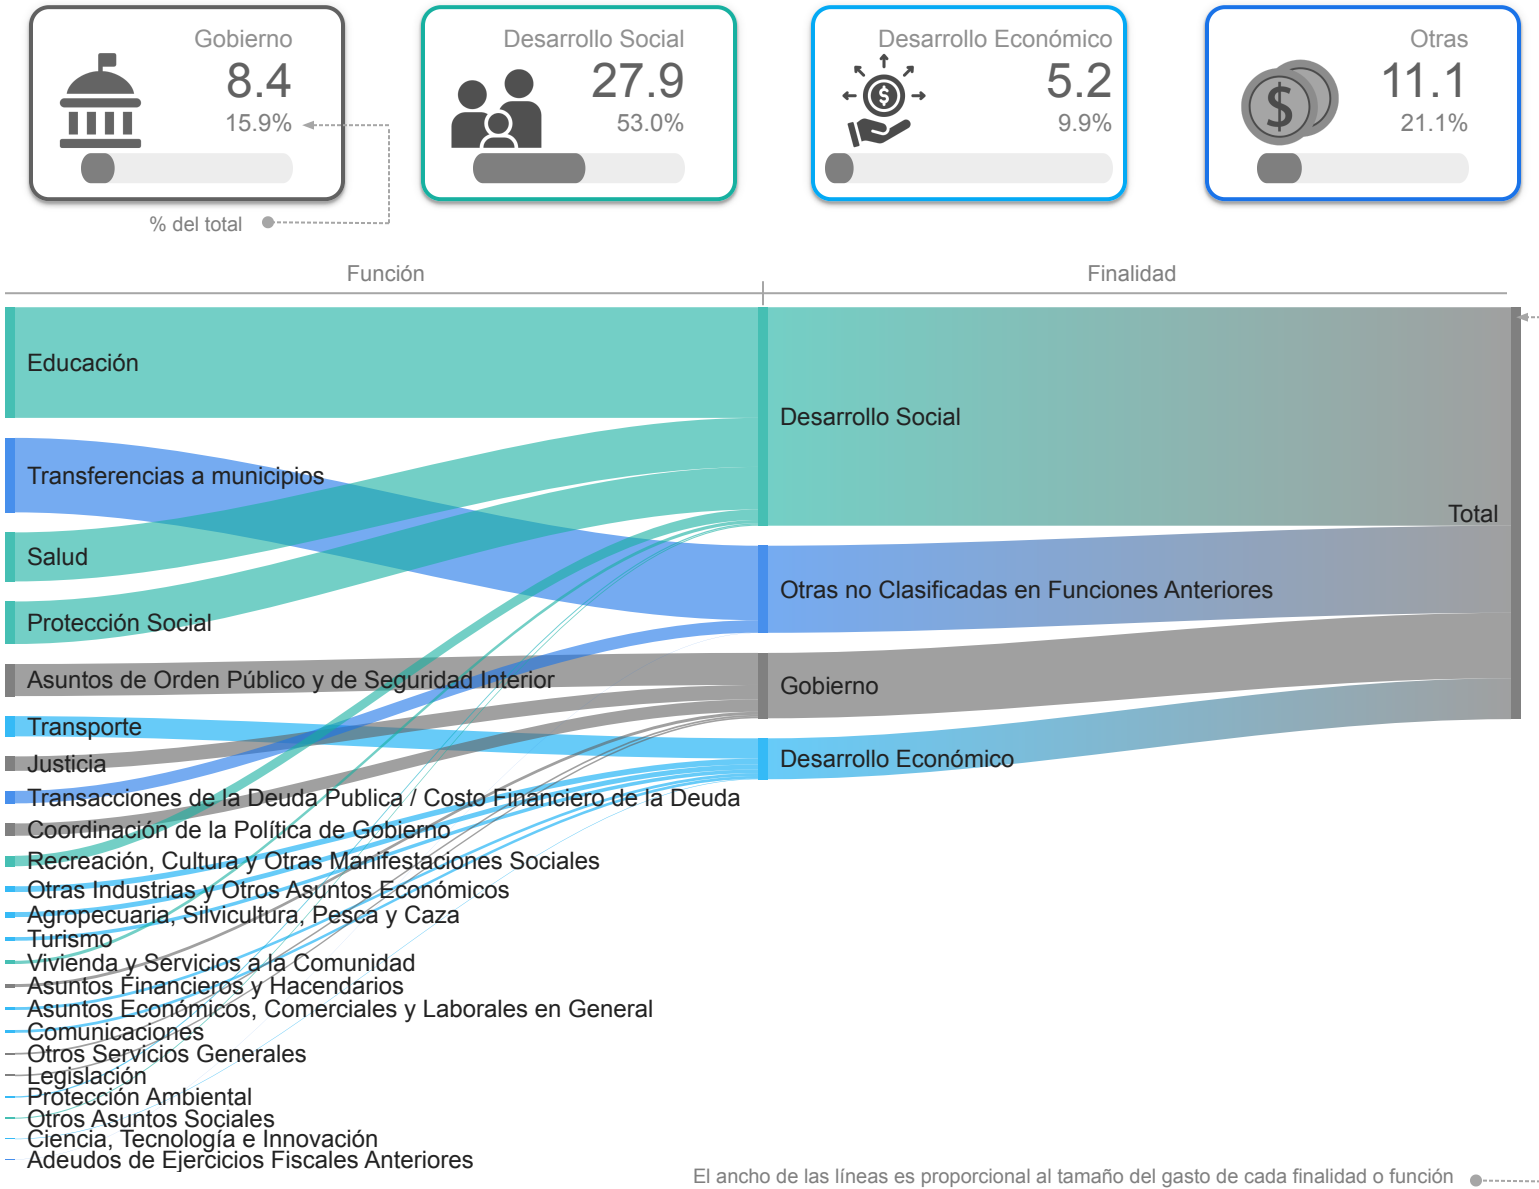 Gobierno
8.4
15.9%
Desarrollo Social
27.9
53.0%
Desarrollo Económico
5.2
9.9%
Otras
11.1
21.1%
% del total
Función
Finalidad
Educación
Transferencias a municipios
Salud
Protección Social
Asuntos de Orden Público y de Seguridad Interior
Transporte
Justicia
Transacciones de la Deuda Publica / Costo Financiero de la Deuda
Coordinación de la Política de Gobierno
Recreación, Cultura y Otras Manifestaciones Sociales
Otras Industrias y Otros Asuntos Económicos
Agropecuaria, Silvicultura, Pesca y Caza
Turismo
Vivienda y Servicios a la Comunidad
Asuntos Financieros y Hacendarios
Asuntos Económicos, Comerciales y Laborales en General
Comunicaciones
Otros Servicios Generales
Legislación
Protección Ambiental
Otros Asuntos Sociales
Ciencia, Tecnología e Innovación
Adeudos de Ejercicios Fiscales Anteriores
Desarrollo Social
Otras no Clasificadas en Funciones Anteriores
Gobierno
Desarrollo Económico
Total
El ancho de las líneas es proporcional al tamaño del gasto de cada finalidad o función